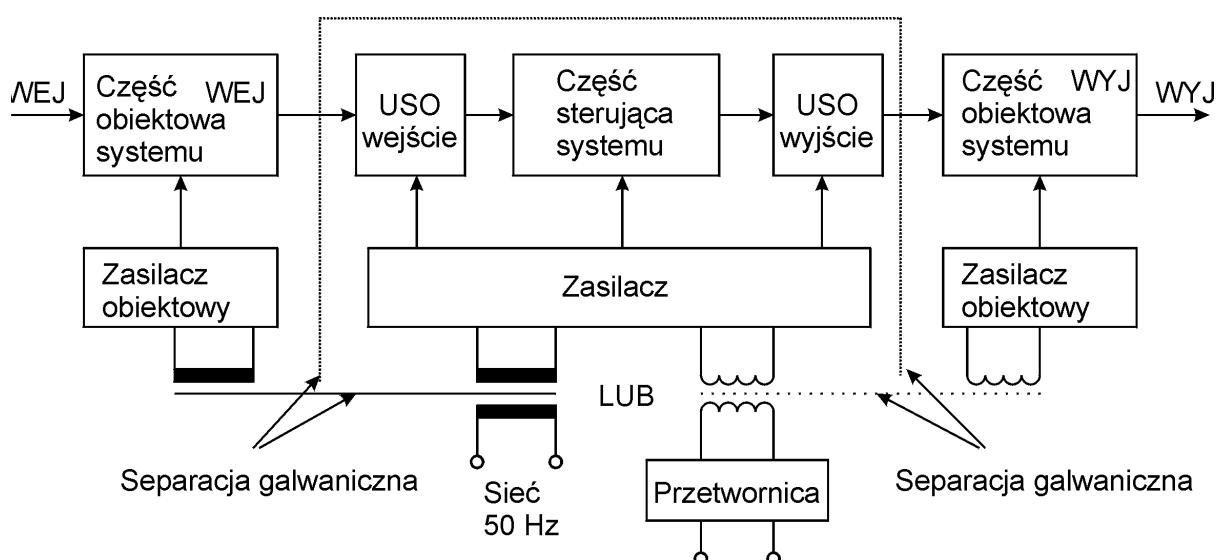 WEJ
Część WEJ
obiektowa
systemu
USO
wejście
Część
sterująca
systemu
USO
wyjście
Część WYJ
obiektowa
systemu
WYJ
Zasilacz
obiektowy
Zasilacz
Zasilacz
obiektowy
LUB
Separacja galwaniczna
Sieć
50 Hz
Przetwornica
Separacja galwaniczna